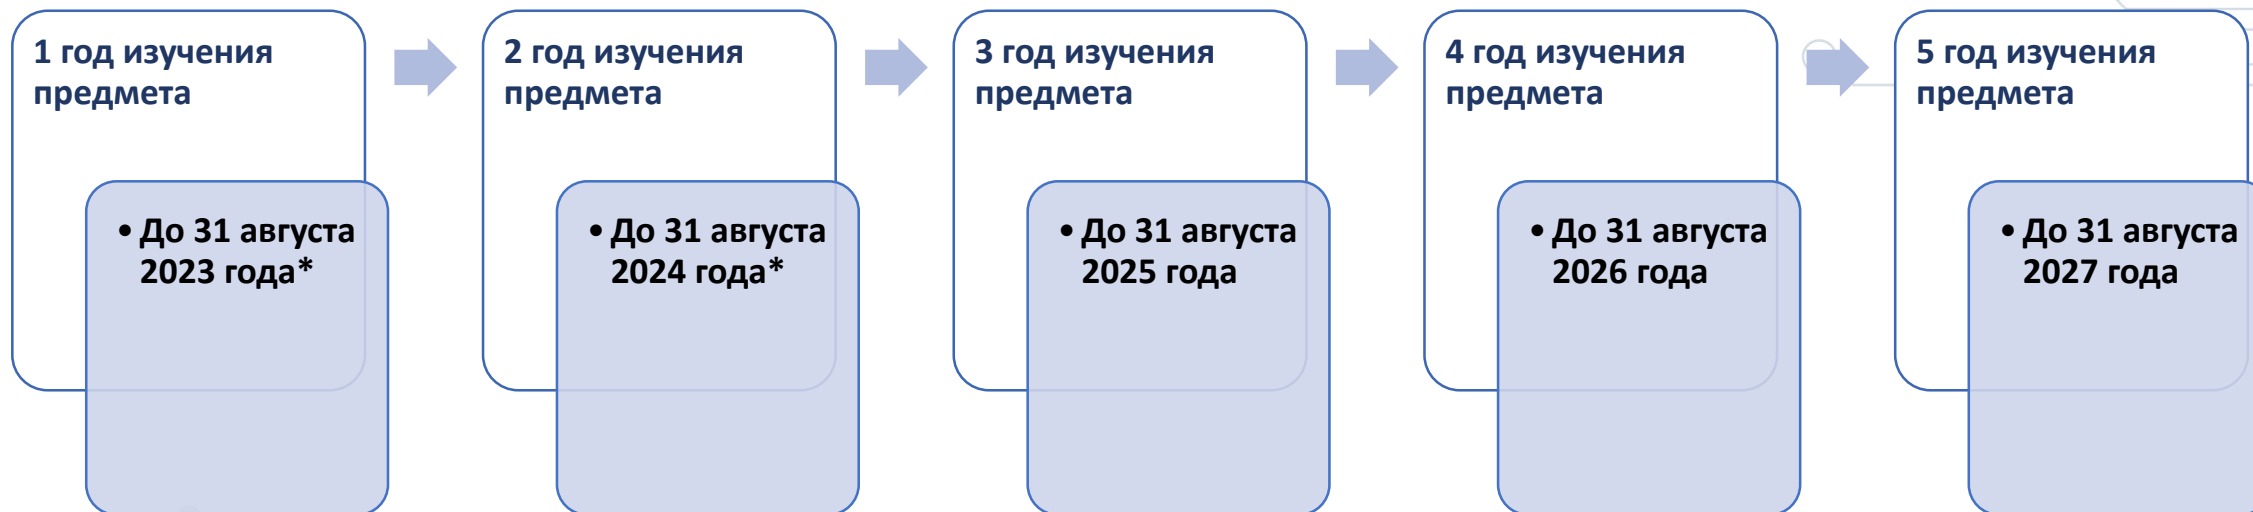 1 год изучения
предмета
• До 31 августа
2023 года*
2 год изучения
предмета
• До 31 августа
2024 года*
3 год изучения
предмета
• До 31 августа
2025 года
4 год изучения
предмета
• До 31 августа
2026 года
5 год изучения
предмета
• До 31 августа
2027 года